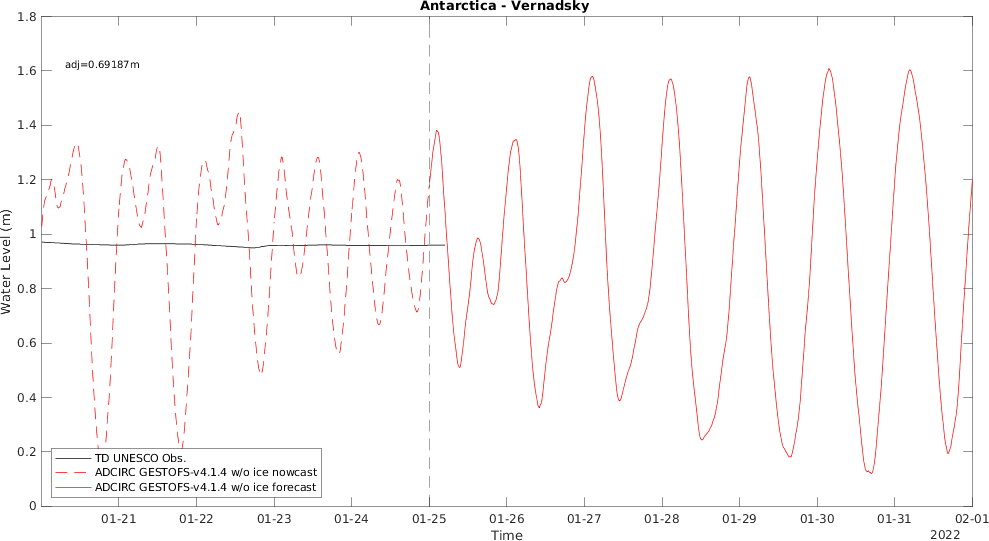 Antarctica - Vernadsky
1.8
1.6
1.4
1.2
1
0.8
0.6
0.4
0.2
0
Water Level (m)
adj=0.69187m
TD UNESCO Obs.
ADCIRC GESTOFS-v4.1.4 w/o ice nowcast
ADCIRC GESTOFS-v4.1.4 w/o ice forecast
01-21 01-22 01-23 01-24 01-25 01-26 01-27 01-28 01-29 01-30 01-31 02-01
Time
2022